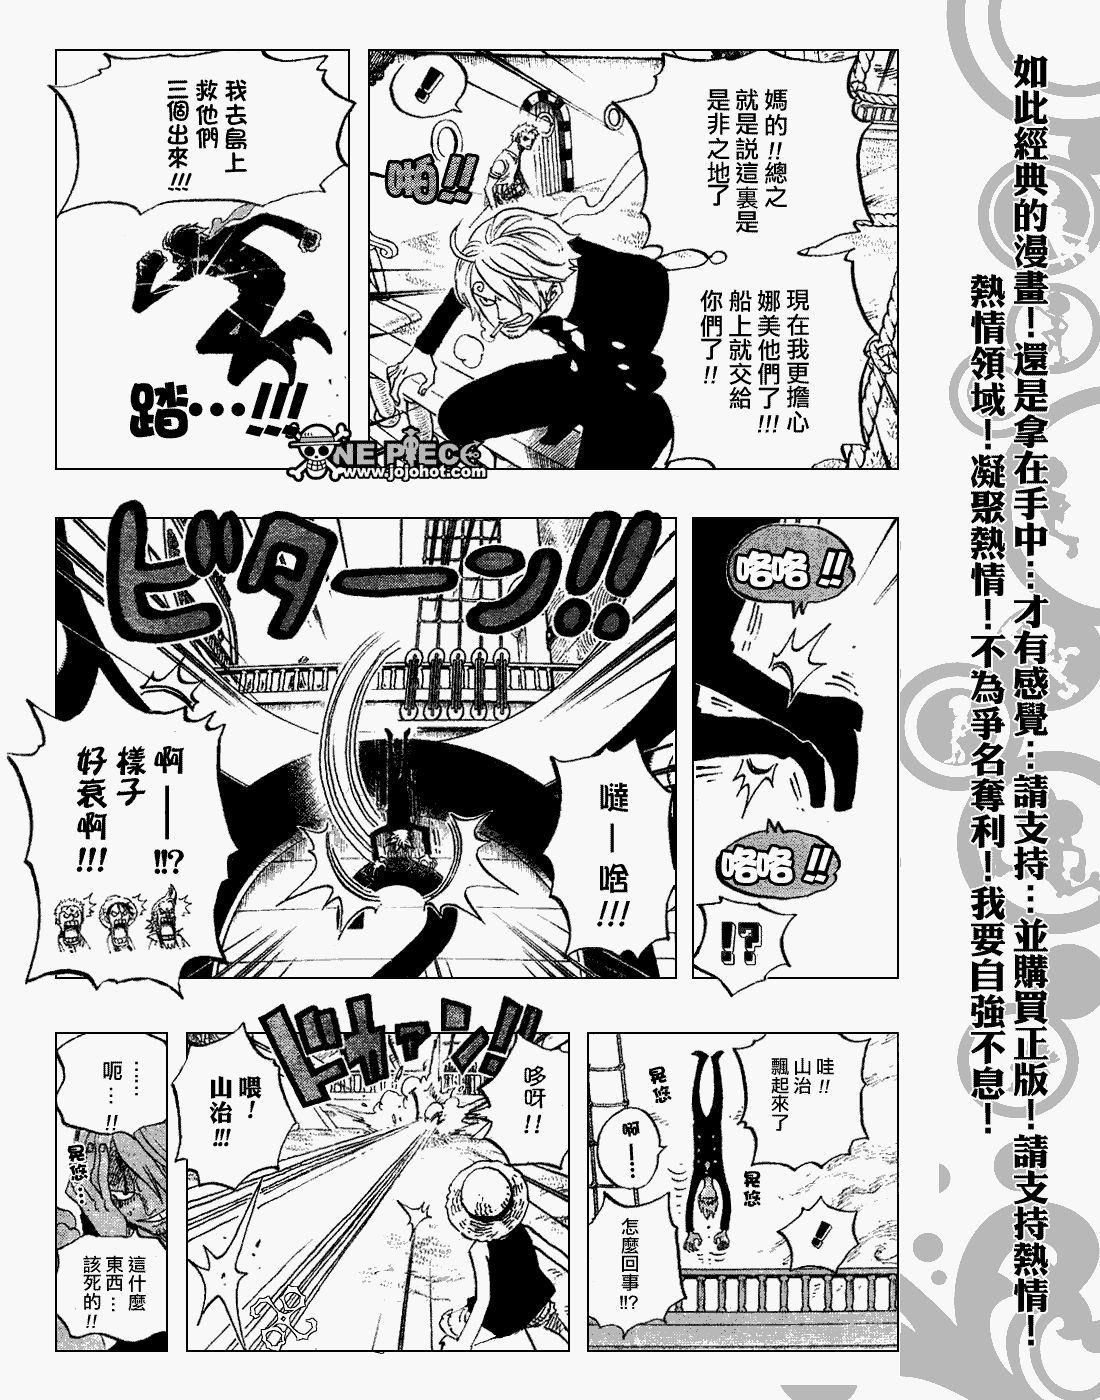 媽的!!總之
就是説這裏是
是非之地了
現在我更擔心
娜美他們了!!!
船上就交給
你們了!!
!!
啪!!
我去島上
救他們
三個出來!!!
踏…!!!
ONE PIECE
www.jojohot.com
咯咯!!
咯咯!!
!?
ビターン!!
噠—啥!!!
啊——!!?
樣子
好衰啊!!!
哇!!
山治
飄起來了
晃悠
晃悠
啊—……
!!
怎麼回事!!?
ドカァン!!
哆呀!!
喂!
山治!!!
……
呃…!!
晃悠…
這什麼
東西…
該死的!!
如此經典的漫畫！還是拿在手中…才有感覺…請支持…並購買正版！請支持熱情！
熱情領域！凝聚熱情！不為爭名奪利！我要自強不息！